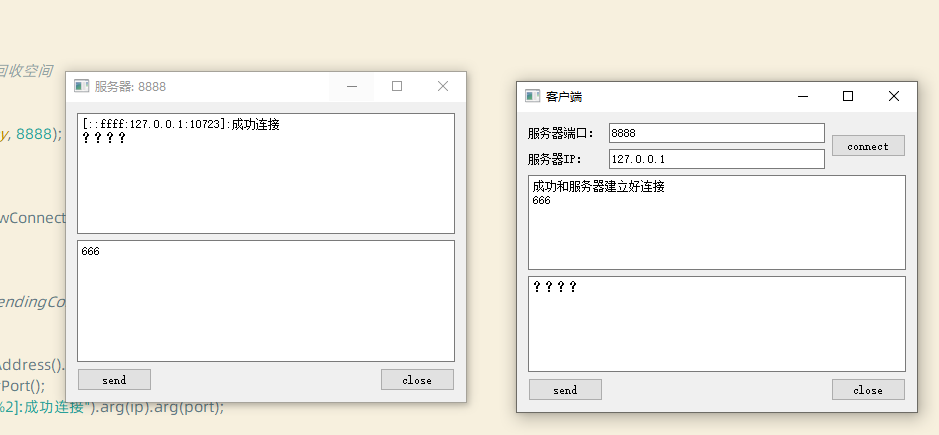 回收空间
y, 8888);
wConnect
endingCo
Address().
Port();
%2]:成功连接").arg(ip).arg(port);
服务器: 8888
[::ffff:127.0.0.1:10723]:成功连接
？？？？
666
send
close
客户端
服务器端口:
8888
服务器IP:
127.0.0.1
connect
成功和服务器建立好连接
666
？？？？
send
close